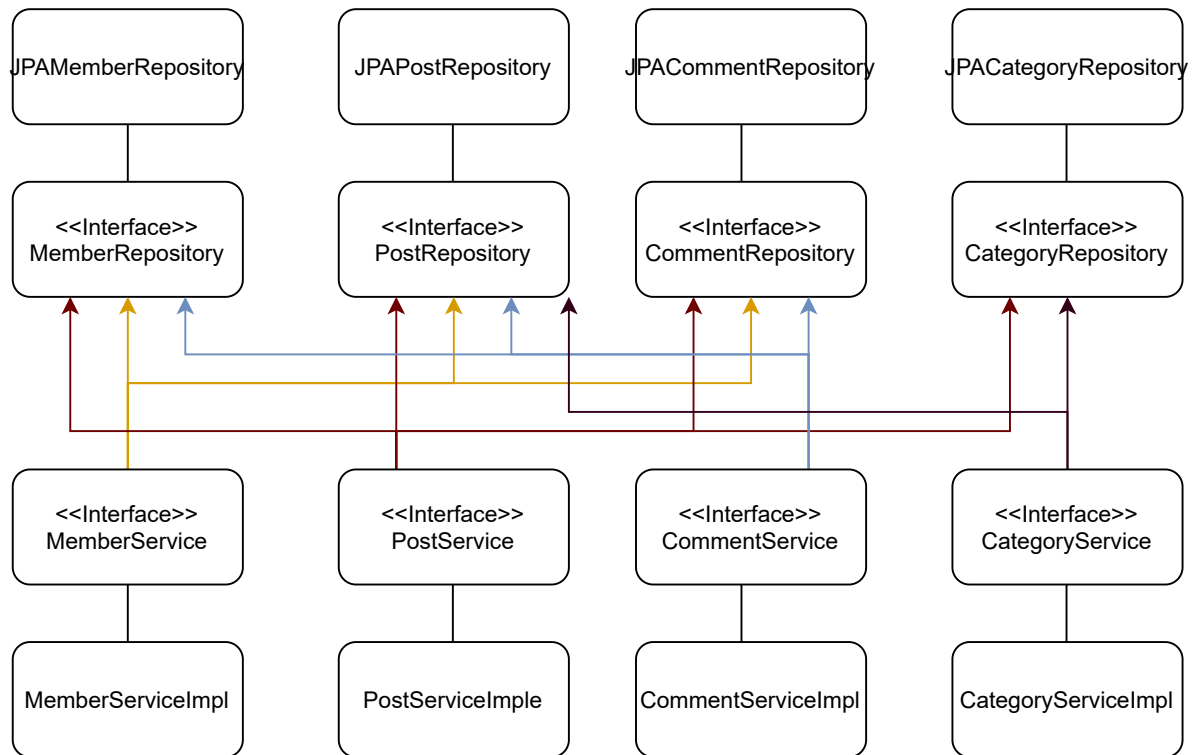 JPAMemberRepository
JPAPostRepository
JPACommentRepository
JPACategoryRepository
<<Interface>>
MemberRepository
<<Interface>>
PostRepository
<<Interface>>
CommentRepository
<<Interface>>
CategoryRepository
<<Interface>>
MemberService
<<Interface>>
PostService
<<Interface>>
CommentService
<<Interface>>
CategoryService
MemberServiceImpl
PostServiceImple
CommentServiceImpl
CategoryServiceImpl